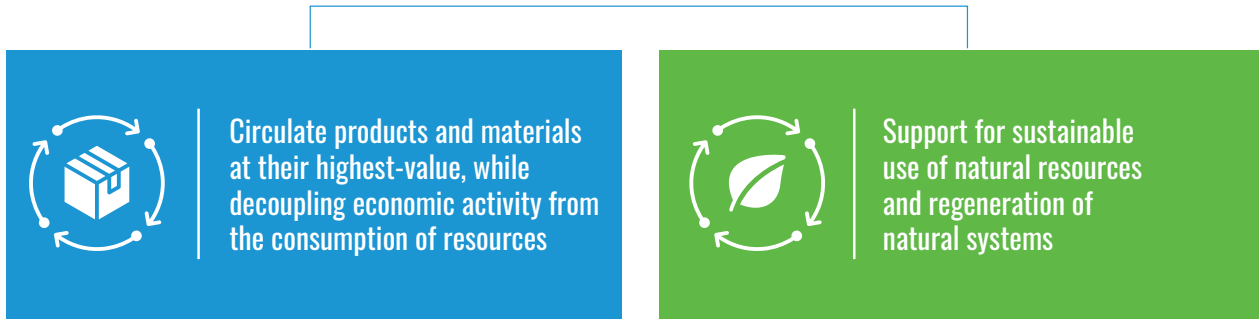 Circulate products and materials
at their highest-value, while
decoupling economic activity from
the consumption of resources
Support for sustainable
use of natural resources
and regeneration of
natural systems